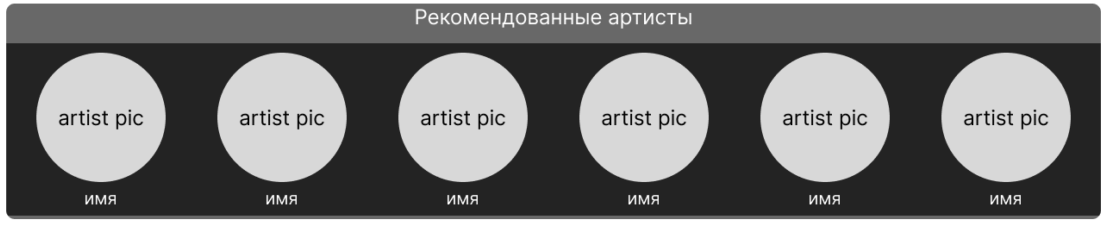 Рекомендованные артисты
artist pic artist pic artist pic artist pic artist pic artist pic
имя имя имя имя имя имя